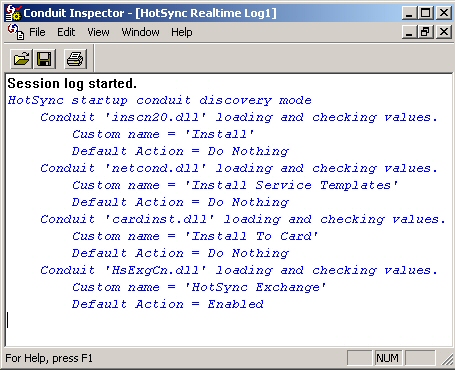 Conduit Inspector - [HotSync Realtime Log1]
File Edit View Window Help
Session log started.
HotSync startup conduit discovery mode
Conduit 'inscn20.dll' loading and checking values.
Custom name = 'Install'
Default Action = Do Nothing
Conduit 'netcond.dll' loading and checking values.
Custom name = 'Install Service Templates'
Default Action = Do Nothing
Conduit 'cardinst.dll' loading and checking values.
Custom name = 'Install To Card'
Default Action = Do Nothing
Conduit 'HsExgCn.dll' loading and checking values.
Custom name = 'HotSync Exchange'
Default Action = Enabled
For Help, press F1
NUM